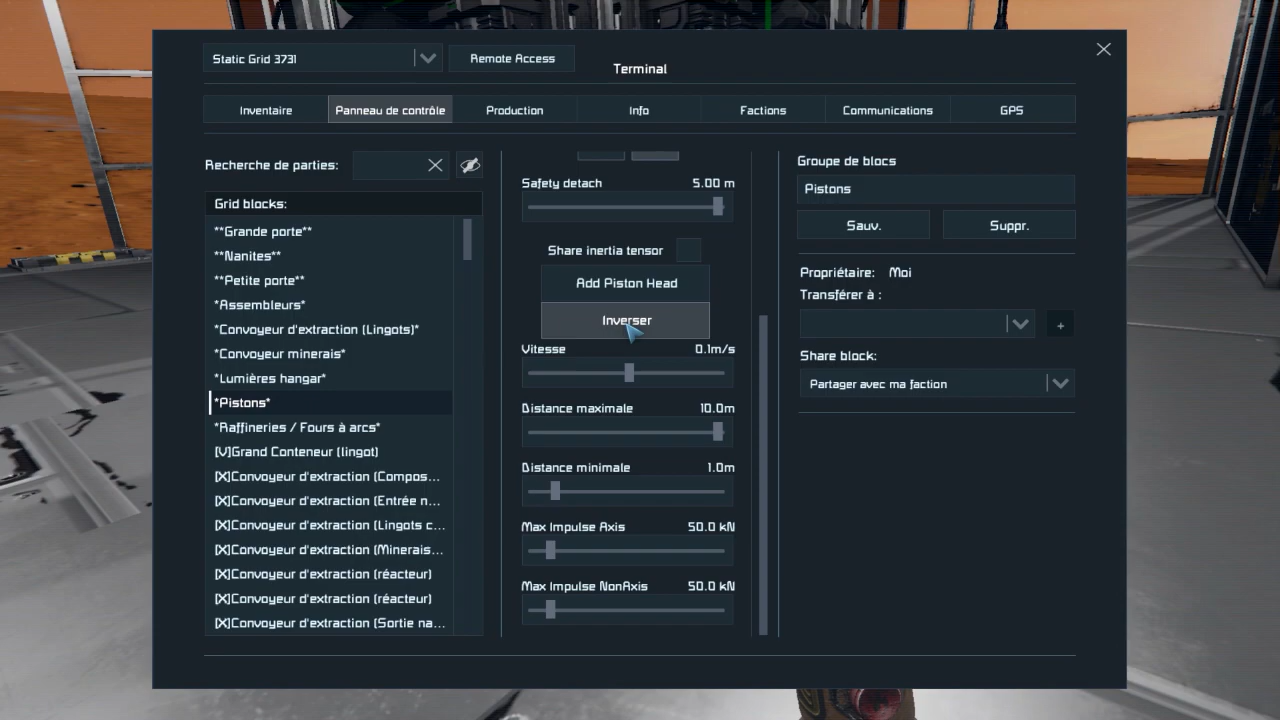 Static Grid 3731
Remote Access
Terminal
Inventaire
Panneau de contrôle
Production
Info
Factions
Communications
GPS
Recherche de parties:
Grid blocks:
**Grande porte**
**Nanites**
**Petite porte**
*Assembleurs*
*Convoyeur d'extraction (Lingots)*
*Convoyeur minerais*
*Lumières hangar*
*Pistons*
*Raffineries / Fours à arcs*
[V]Grand Conteneur (lingot)
[X]Convoyeur d'extraction (Compos...
[X]Convoyeur d'extraction (Entrée n...
[X]Convoyeur d'extraction (Lingots c...
[X]Convoyeur d'extraction (Minerais...
[X]Convoyeur d'extraction (réacteur)
[X]Convoyeur d'extraction (réacteur)
[X]Convoyeur d'extraction (Sortie na...
Safety detach 5.00 m
Share inertia tensor
Add Piston Head
Inverser
Vitesse 0.1m/s
Distance maximale 10.0m
Distance minimale 1.0m
Max Impulse Axis 50.0 kN
Max Impulse NonAxis 50.0 kN
Groupe de blocs
Pistons
Sauv.
Suppr.
Propriétaire: Moi
Transférer à :
+
Share block:
Partager avec ma faction